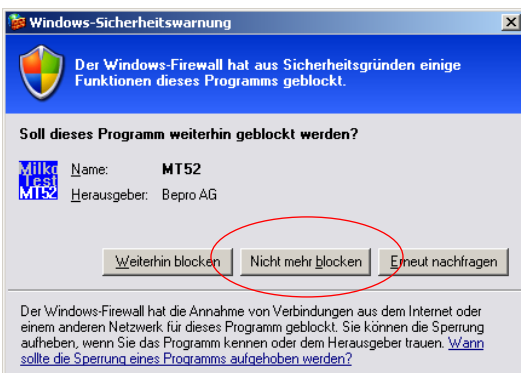 Windows-Sicherheitswarnung
Der Windows-Firewall hat aus Sicherheitsgründen einige
Funktionen dieses Programms geblockt.
Soll dieses Programm weiterhin geblockt werden?
Milko
Test
MT52
Name: MT52
Herausgeber: Bepro AG
Weiterhin blocken Nicht mehr blocken Erneut nachfragen
Der Windows-Firewall hat die Annahme von Verbindungen aus dem Internet oder
einem anderen Netzwerk für dieses Programm geblockt. Sie können die Sperrung
aufheben, wenn Sie das Programm kennen oder dem Herausgeber trauen. Wann
sollte die Sperrung eines Programms aufgehoben werden?